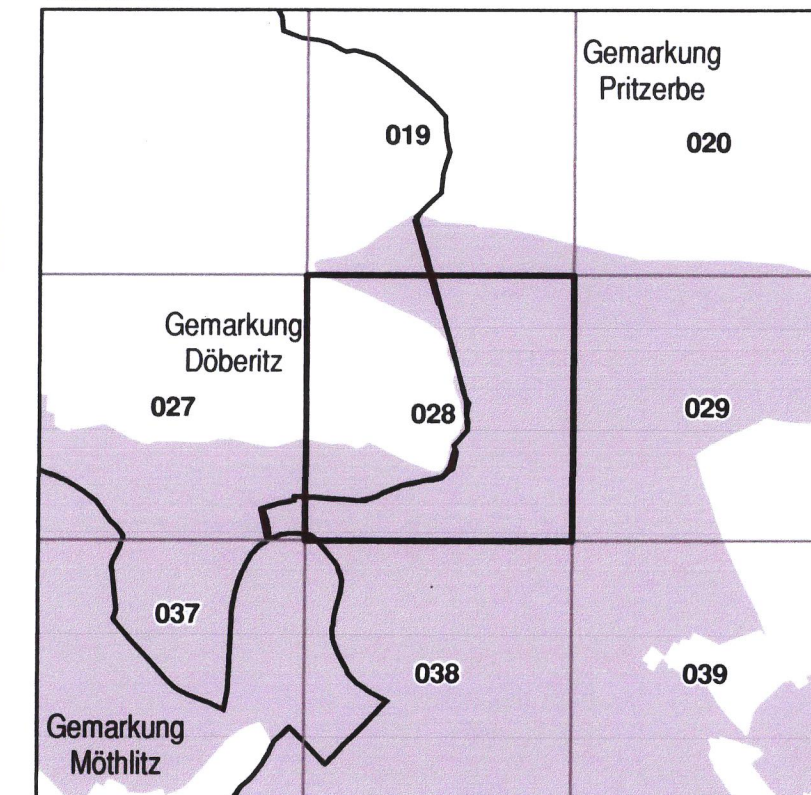 Gemarkung
Pritzerbe
019
020
Gemarkung
Döberitz
027
028
029
037
038
039
Gemarkung
Möthlitz